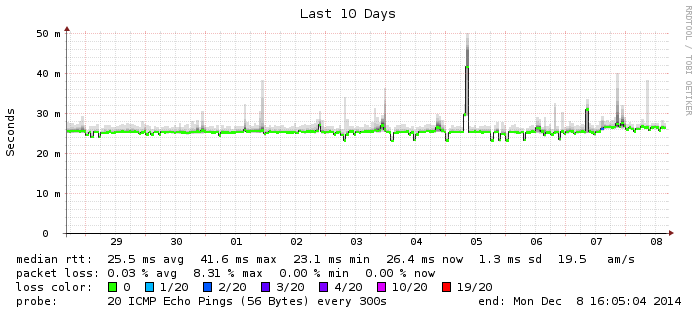 Last 10 Days
RRDTOOL / TOBI OETIKER
Seconds
50 m
40 m
30 m
20 m
10 m
0
29 30 01 02 03 04 05 06 07 08
median rtt: 25.5 ms avg 41.6 ms max 23.1 ms min 26.4 ms now 1.3 ms sd 19.5 am/s
packet loss: 0.03 % avg 8.31 % max 0.00 % min 0.00 % now
loss color: 0 1/20 2/20 3/20 4/20 10/20 19/20
probe: 20 ICMP Echo Pings (56 Bytes) every 300s end: Mon Dec 8 16:05:04 2014